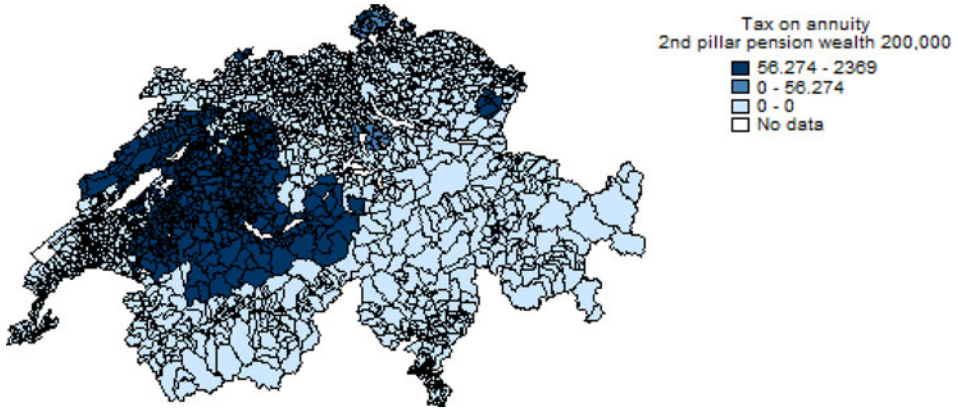 Tax on annuity
2nd pillar pension wealth 200,000
56.274 - 2369
0 - 56.274
0 - 0
No data